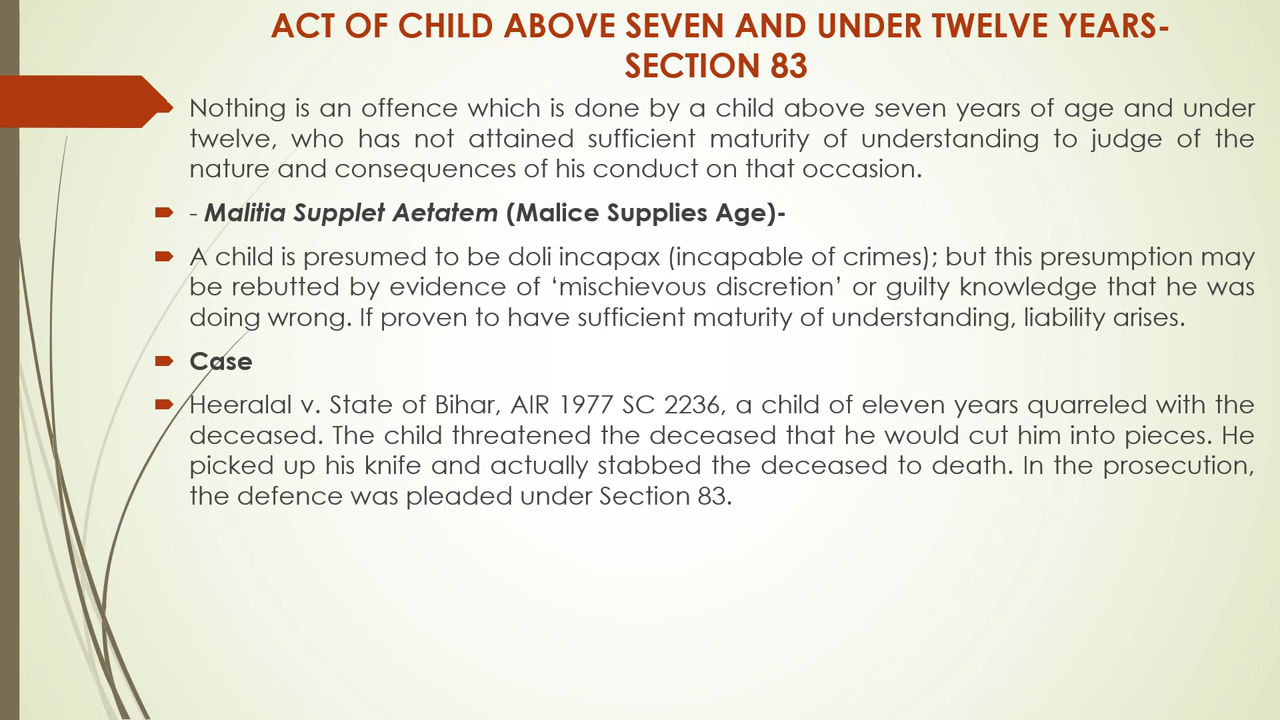 ACT OF CHILD ABOVE SEVEN AND UNDER TWELVE YEARS-
SECTION 83
Nothing is an offence which is done by a child above seven years of age and under
twelve, who has not attained sufficient maturity of understanding to judge of the
nature and consequences of his conduct on that occasion.
- Malitia Supplet Aetatem (Malice Supplies Age)-
A child is presumed to be doli incapax (incapable of crimes); but this presumption may
be rebutted by evidence of ‘mischievous discretion’ or guilty knowledge that he was
doing wrong. If proven to have sufficient maturity of understanding, liability arises.
Case
Heeralal v. State of Bihar, AIR 1977 SC 2236, a child of eleven years quarreled with the
deceased. The child threatened the deceased that he would cut him into pieces. He
picked up his knife and actually stabbed the deceased to death. In the prosecution,
the defence was pleaded under Section 83.